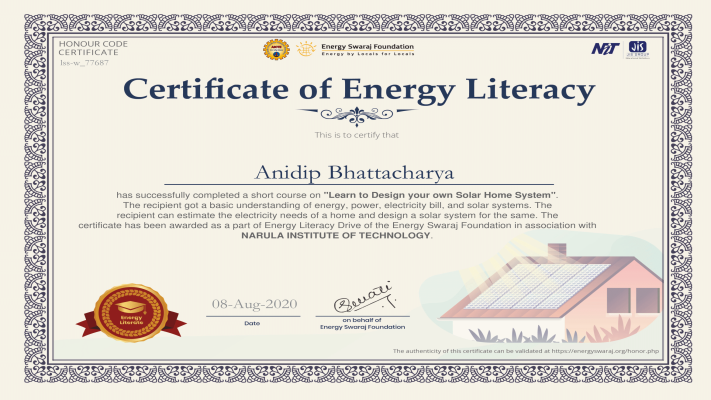 HONOUR CODE
CERTIFICATE
Iss-w_77687
Energy Swaraj Foundation
Energy by Locals for Locals
NiT
JIS
JIS GROUP
Certificate of Energy Literacy
This is to certify that
Anidip Bhattacharya
has successfully completed a short course on "Learn to Design your own Solar Home System".
The recipient got a basic understanding of energy, power, electricity bill, and solar systems. The
recipient can estimate the electricity needs of a home and design a solar system for the same. The
certificate has been awarded as a part of Energy Literacy Drive of the Energy Swaraj Foundation in association with
NARULA INSTITUTE OF TECHNOLOGY.
Energy
Literate
08-Aug-2020
Date
on behalf of
Energy Swaraj Foundation
The authenticity of this certificate can be validated at https://energyswaraj.org/honor.php